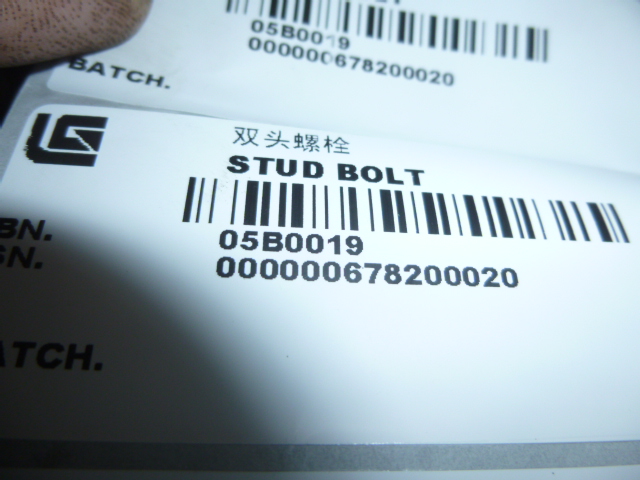 05B0019
000000678200020
BATCH.
双头螺栓
STUD BOLT
BN.
SN.
05B0019
000000678200020
ATCH.